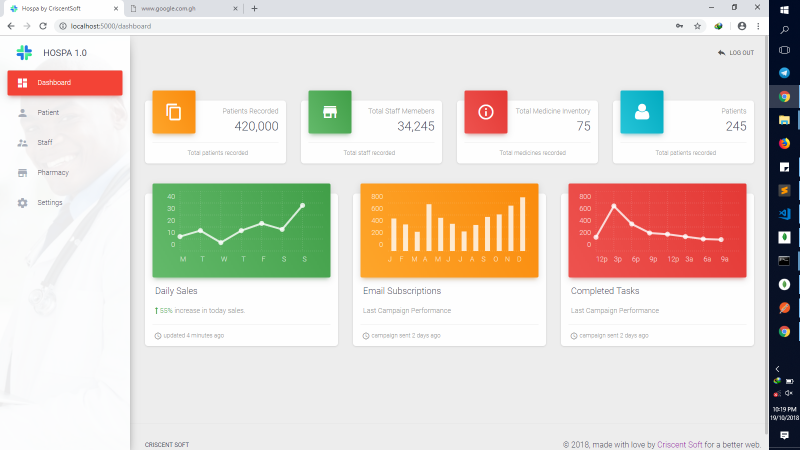 Hospa by CriscentSoft
www.google.com.gh
localhost:5000/dashboard
HOSPA 1.0
Dashboard
Patient
Staff
Pharmacy
Settings
LOG OUT
Patients Recorded
420,000
Total patients recorded
Total Staff Memebers
34,245
Total staff recorded
Total Medicine Inventory
75
Total medicines recorded
Patients
245
Total patients recorded
40
30
20
10
0
M T W T F S S
Daily Sales
55% increase in today sales.
updated 4 minutes ago
800
600
400
200
0
J F M A M J J A S O N D
Email Subscriptions
Last Campaign Performance
campaign sent 2 days ago
800
600
400
200
0
12p 3p 6p 9p 12p 3a 6a 9a
Completed Tasks
Last Campaign Performance
campaign sent 2 days ago
CRISCENT SOFT
© 2018, made with love by Criscent Soft for a better web.
10:19 PM
19/10/2018